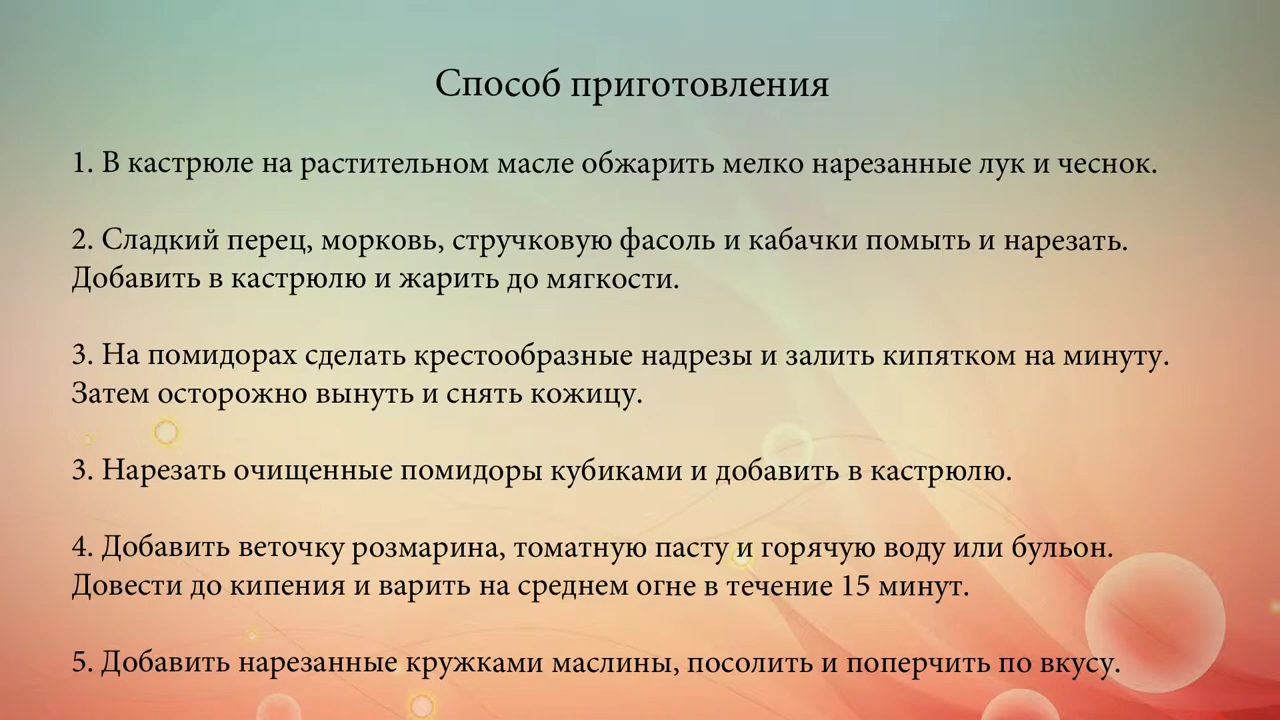 Способ приготовления
1. В кастрюле на растительном масле обжарить мелко нарезанные лук и чеснок.
2. Сладкий перец, морковь, стручковую фасоль и кабачки помыть и нарезать.
Добавить в кастрюлю и жарить до мягкости.
3. На помидорах сделать крестообразные надрезы и залить кипятком на минуту.
Затем осторожно вынуть и снять кожицу.
3. Нарезать очищенные помидоры кубиками и добавить в кастрюлю.
4. Добавить веточку розмарина, томатную пасту и горячую воду или бульон.
Довести до кипения и варить на среднем огне в течение 15 минут.
5. Добавить нарезанные кружками маслины, посолить и поперчить по вкусу.